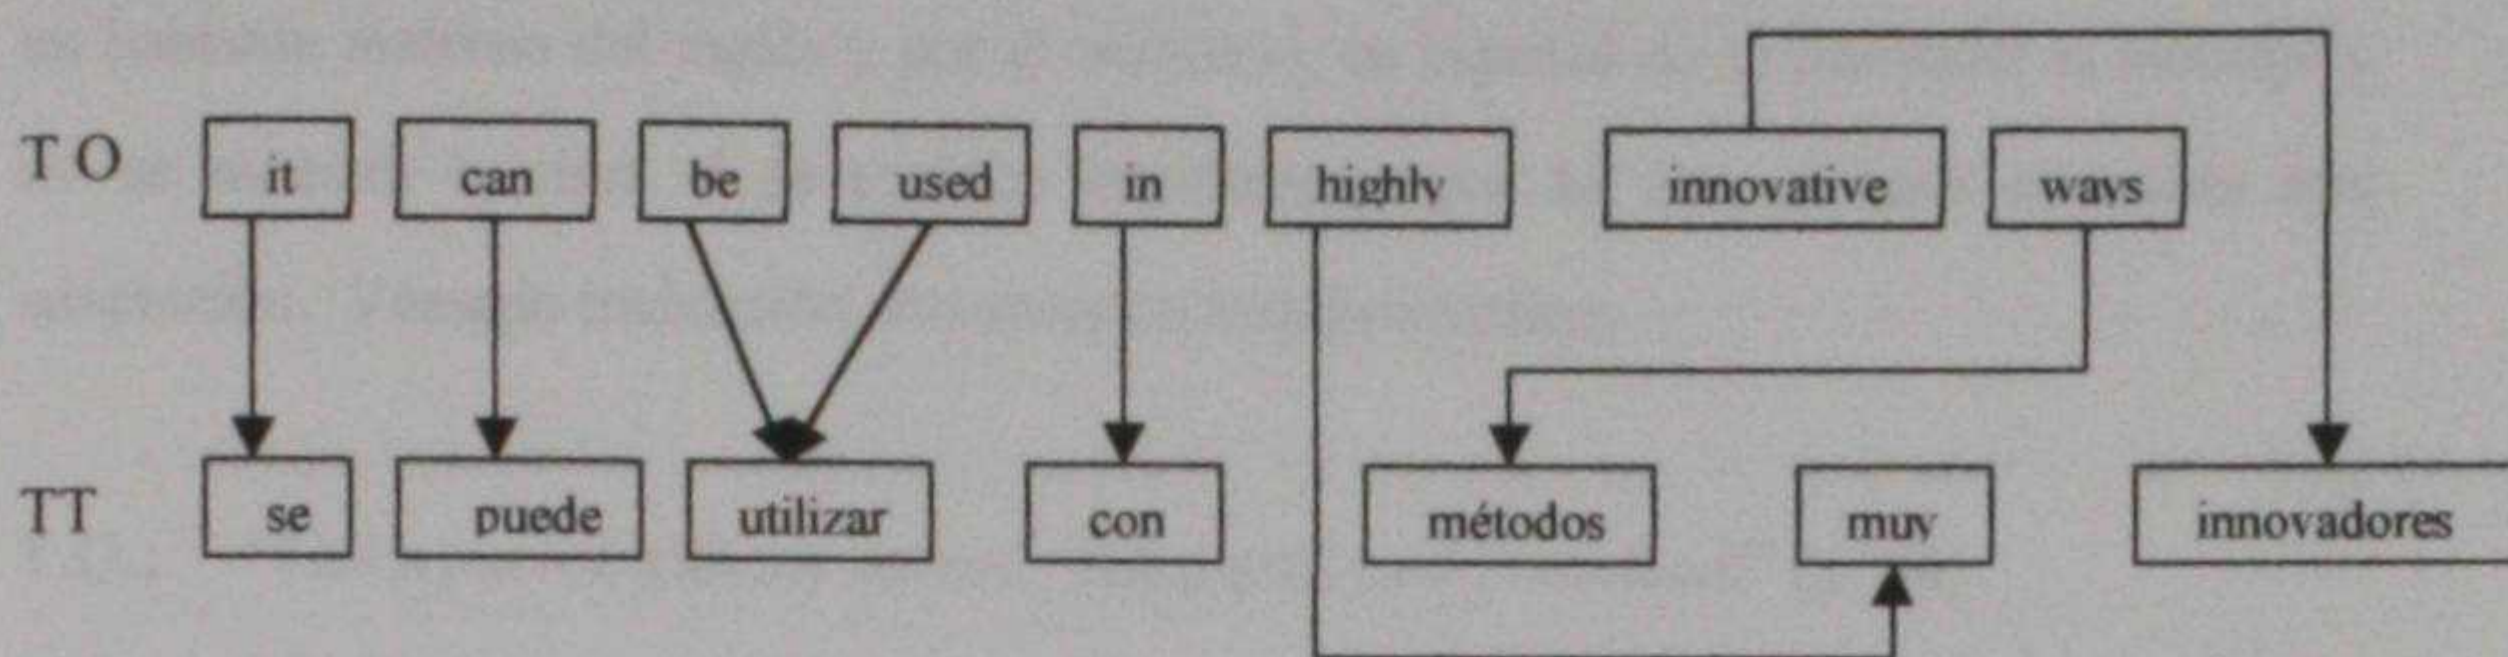 T O it can be used in highly innovative ways
TT se puede utilizar con métodos muy innovadores